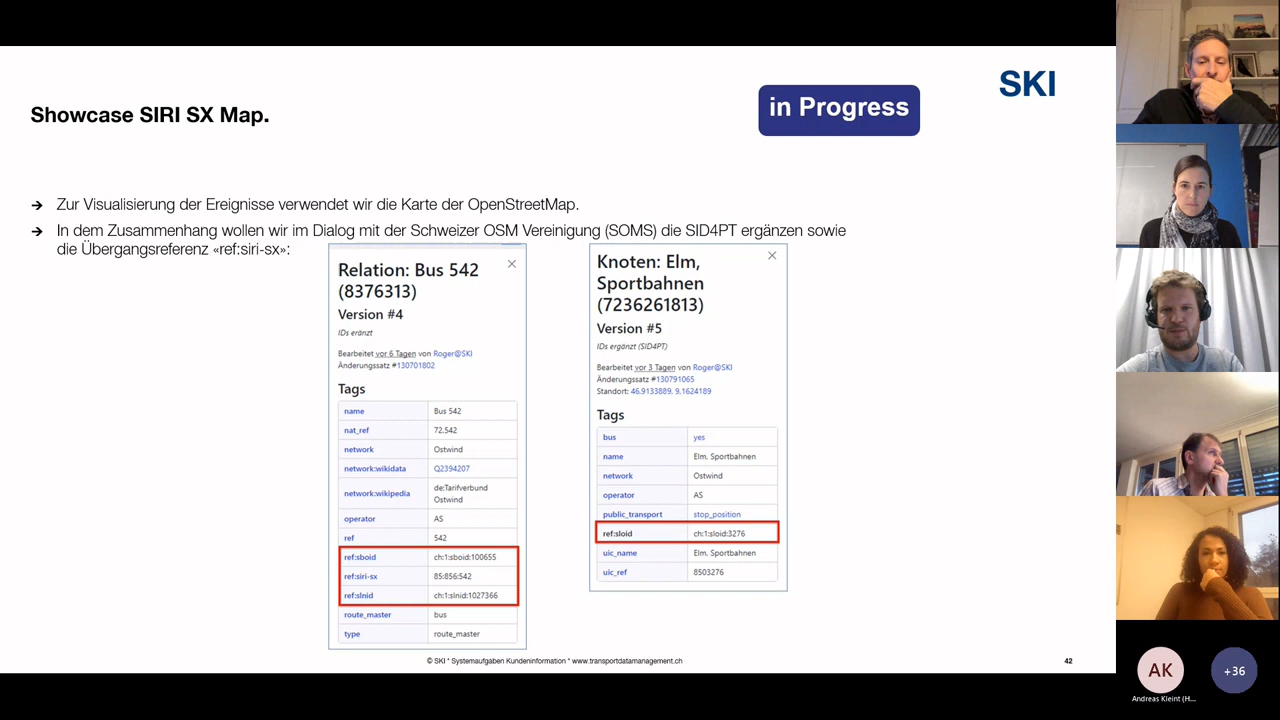 SKI
in Progress
Showcase SIRI SX Map.
→ Zur Visualisierung der Ereignisse verwendet wir die Karte der OpenStreetMap.
→ In dem Zusammenhang wollen wir im Dialog mit der Schweizer OSM Vereinigung (SOMS) die SID4PT ergänzen sowie
die Übergangsreferenz «ref:siri-sx»:
Relation: Bus 542
(8376313)
Version #4
IDs eränzt
Bearbeitet vor 6 Tagen von Roger@SKI
Änderungssatz #130701802
Tags
name Bus 542
nat_ref 72.542
network Ostwind
network:wikidata Q2394207
network:wikipedia de:Tarifverbund
Ostwind
operator AS
ref 542
ref:sboid ch:1:sboid:100655
ref:siri-sx 85:856:542
ref:slnid ch:1:slnid:1027366
route_master bus
type route_master
Knoten: Elm,
Sportbahnen
(7236261813)
Version #5
IDs ergänzt (SID4PT)
Bearbeitet vor 3 Tagen von Roger@SKI
Änderungssatz #130791065
Standort: 46.9133889, 9.1624189
Tags
bus yes
name Elm, Sportbahnen
network Ostwind
operator AS
public_transport stop_position
ref:sloid ch:1:sloid:3276
uic_name Elm, Sportbahnen
uic_ref 8503276
© SKI * Systemaufgaben Kundeninformation * www.transportdatamanagement.ch
42
AK
Andreas Kleint (H...
+36